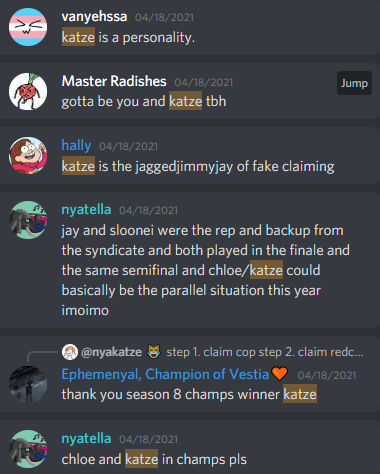 vanyehssa 04/18/2021
katze is a personality.
Master Radishes 04/18/2021
Jump
gotta be you and katze tbh
hally 04/18/2021
katze is the jaggedjimmyjay of fake claiming
nyatella 04/18/2021
jay and sloonei were the rep and backup from
the syndicate and both played in the finale and
the same semifinal and chloe/katze could
basically be the parallel situation this year
imoimo
@nyakatze step 1. claim cop step 2. claim redc...
Ephemenyal, Champion of Vestia🧡 04/18/2021
thank you season 8 champs winner katze
nyatella 04/18/2021
chloe and katze in champs pls